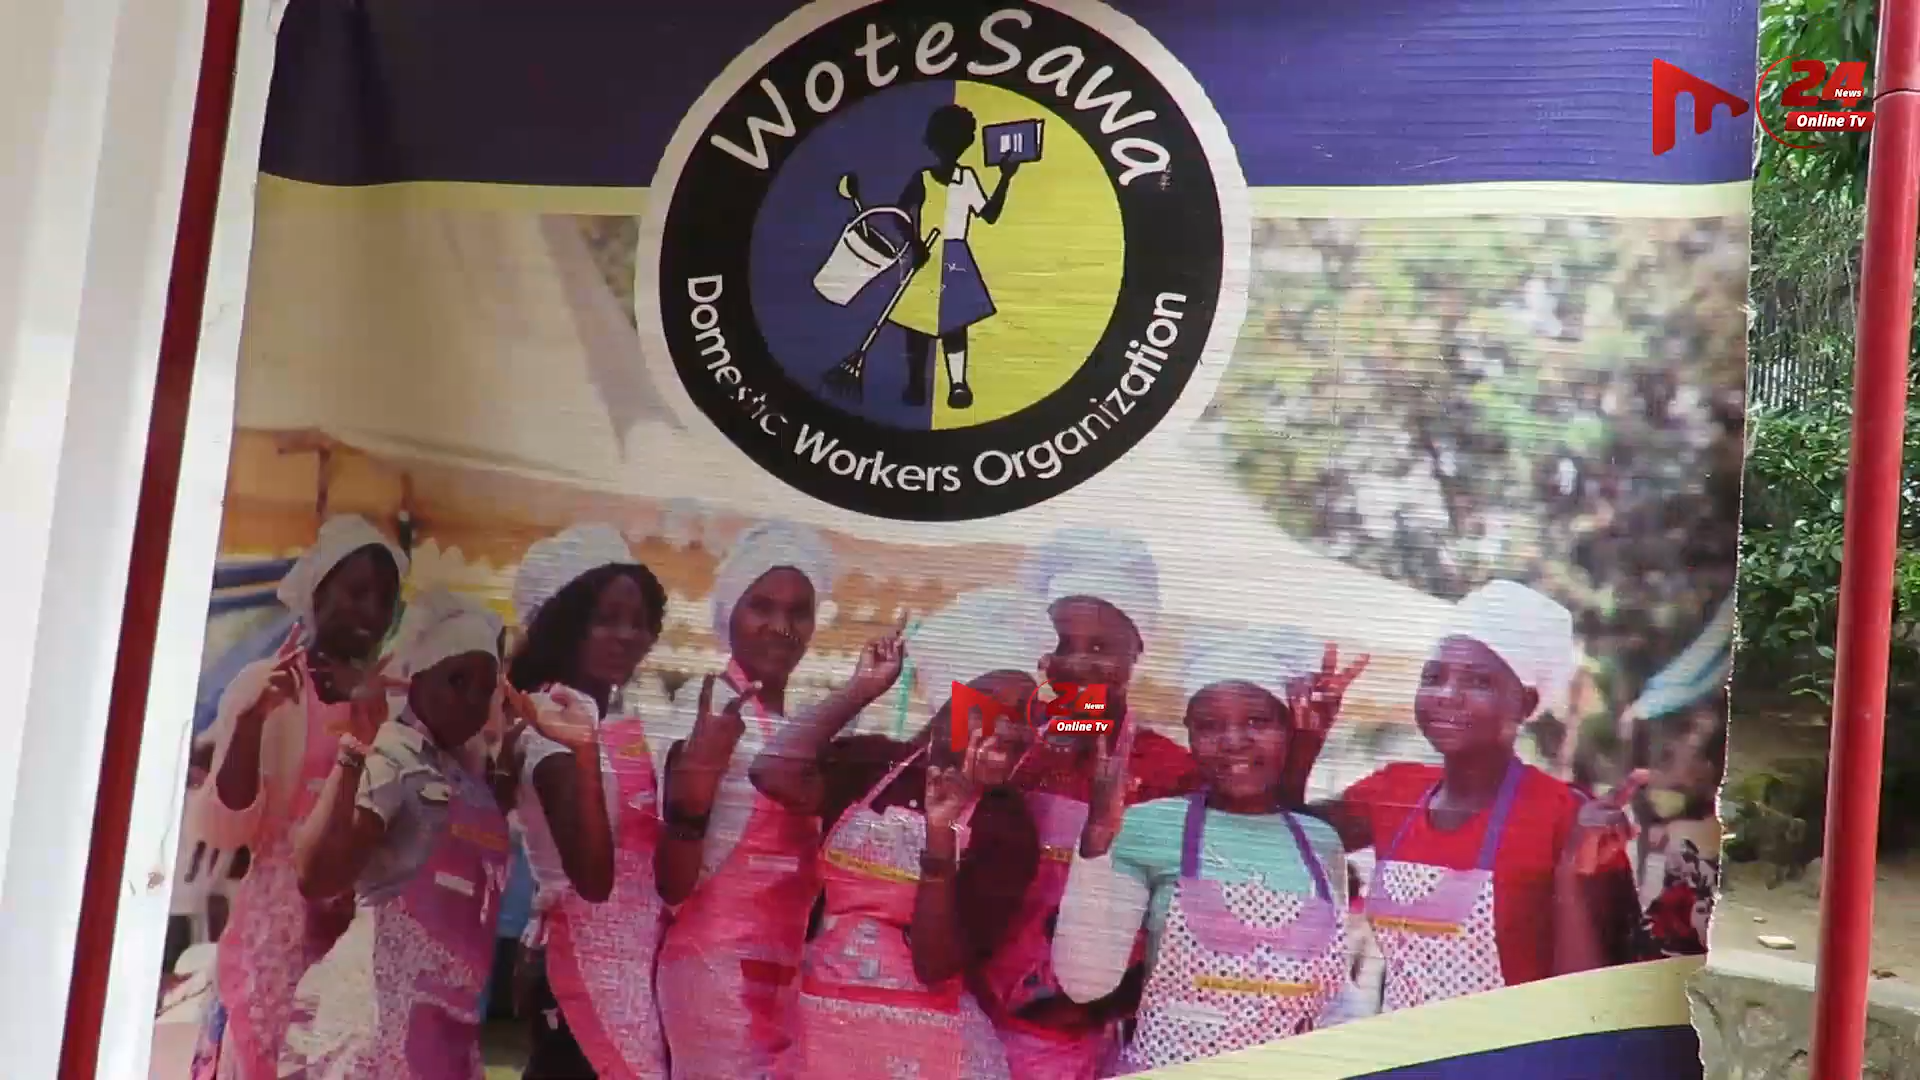 WoteSawa
Domestic Workers Organization
24
News
Online Tv
24
News
Online Tv